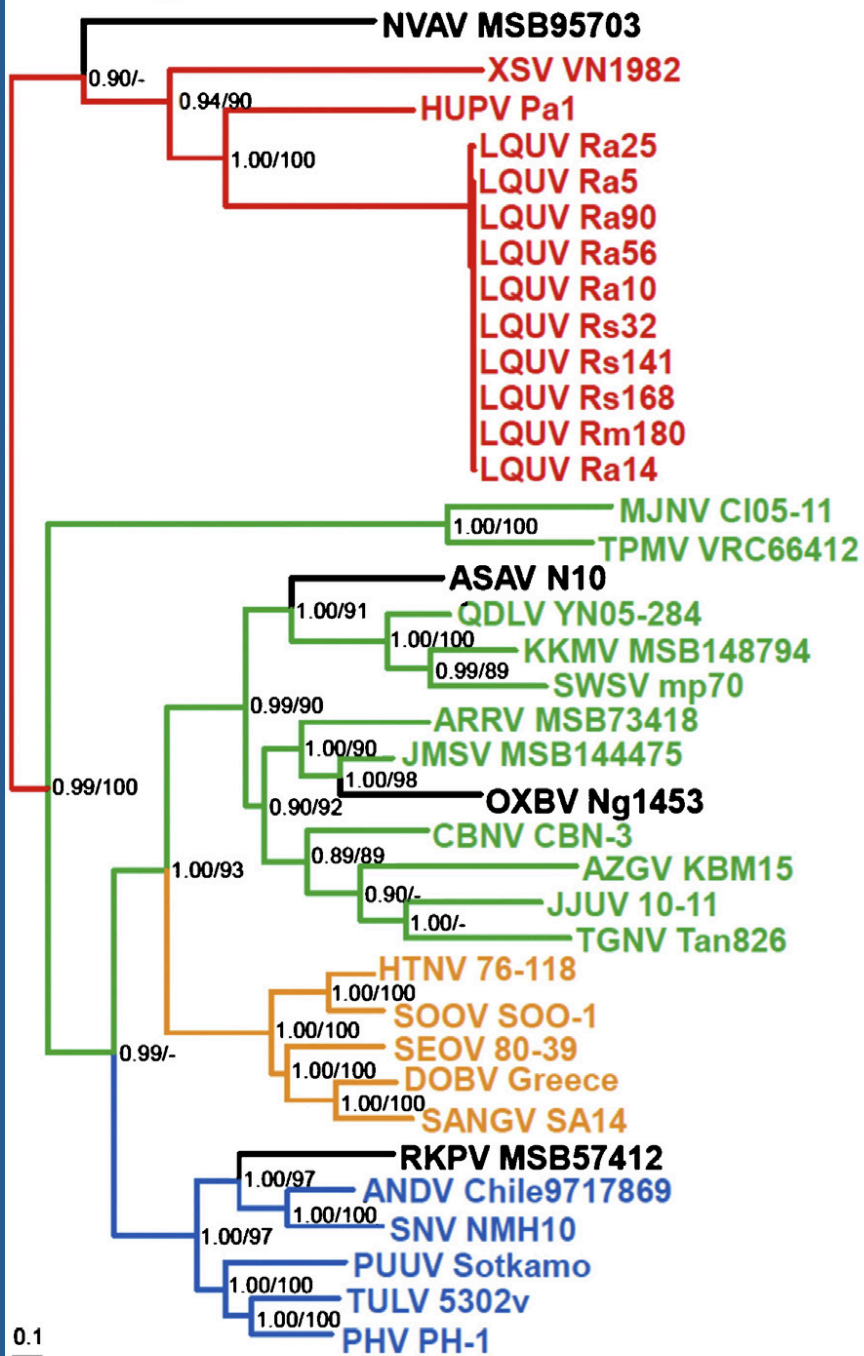 NVAV MSB95703
0.90/-
XSV VN1982
0.94/90
HUPV Pa1
1.00/100
LQUV Ra25
LQUV Ra5
LQUV Ra90
LQUV Ra56
LQUV Ra10
LQUV Rs32
LQUV Rs141
LQUV Rs168
LQUV Rm180
LQUV Ra14
MJNV CI05-11
1.00/100
TPMV VRC66412
ASAV N10
1.00/91
QDLV YN05-284
1.00/100
KKMV MSB148794
0.99/89
SWSV mp70
0.99/90
ARRV MSB73418
1.00/90
JMSV MSB144475
1.00/98
0.99/100
OXBV Ng1453
0.90/92
CBNV CBN-3
0.89/89
1.00/93
AZGV KBM15
0.90/-
JJUV 10-11
1.00/-
TGNV Tan826
HTNV 76-118
1.00/100
SOOV SOO-1
1.00/100
SEOV 80-39
0.99/-
1.00/100
DOBV Greece
1.00/100
SANGV SA14
RKPV MSB57412
1.00/97
ANDV Chile9717869
1.00/100
SNV NMH10
1.00/97
PUUV Sotkamo
1.00/100
TULV 5302v
1.00/100
PHV PH-1
0.1